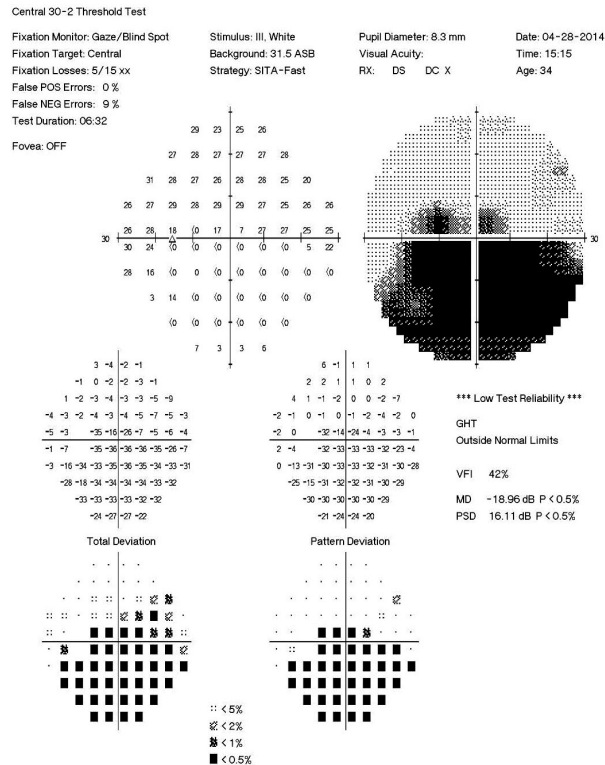 Central 30-2 Threshold Test
Fixation Monitor: Gaze/Blind Spot Stimulus: III, White Pupil Diameter: 8.3 mm Date: 04-28-2014
Fixation Target: Central Background: 31.5 ASB Visual Acuity: Time: 15:15
Fixation Losses: 5/15 xx Strategy: SITA-Fast RX: DS DC X Age: 34
False POS Errors: 0 %
False NEG Errors: 9 %
Test Duration: 06:32
Fovea: OFF
29 23 25 26
27 28 28 27 27 28
31 28 27 26 28 28 25 20
26 27 29 28 28 27 27 26 25
26 28 18 (0 17 7 27 27 25 25
30 30
30 24 (0 (0 (0 (0 (0 (0 5 22
28 16 (0 (0 (0 (0 (0 (0 (0
3 14 (0 (0 (0 (0 (0 (0
(0 (0 (0 (0 (0 (0
7 3 3 6
3 -4 -2 -1 6 -1 1 1
-1 0 -2 -1 -3 -1 2 2 1 1 0 2
1 -2 -3 -4 -3 -3 -5 -9 4 1 -1 -2 0 -2 -7
-4 -3 -2 -3 -4 -3 -5 -7 -5 -3 -2 -1 0 0 -1 -2 -4 -2 0
-5 -3 -35 -16 -26 -7 -5 -6 -4 -2 0 -32 -14 -24 -4 -3 -3 -1
-1 -7 -35 -36 -36 -35 -26 -7 2 -4 -32 -33 -33 -32 -23 -4
-3 -16 -34 -35 -36 -34 -34 -33 -31 0 -13 -31 -30 -32 -31 -30 -28
-28 -18 -34 -34 -34 -33 -32 -25 -15 -31 -32 -31 -30 -29
-33 -33 -33 -33 -32 -32 -30 -30 -30 -30 -30 -29
-24 -27 -27 -22 -21 -24 -24 -20
*** Low Test Reliability ***
GHT
Outside Normal Limits
VFI 42%
MD -18.96 dB P < 0.5%
PSD 16.11 dB P < 0.5%
Total Deviation Pattern Deviation
< 5%
< 2%
< 1%
< 0.5%